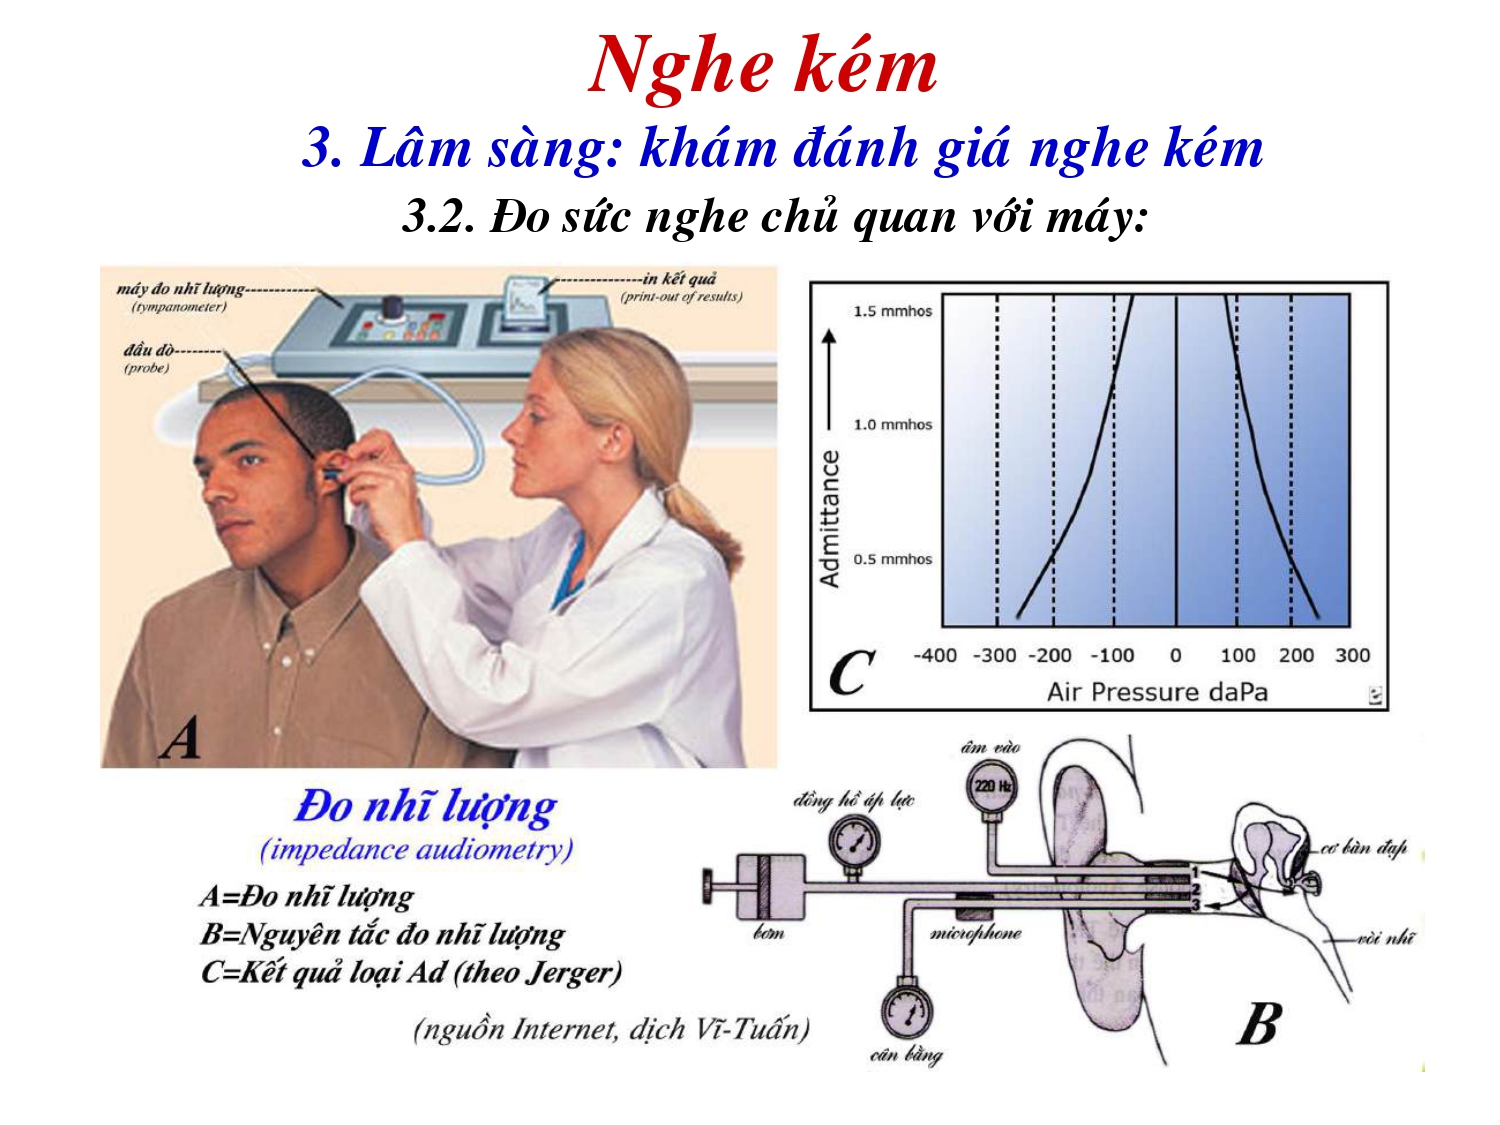 Nghe kém
3. Lâm sàng: khám đánh giá nghe kém
3.2. Đo sức nghe chủ quan với máy:
máy đo nhĩ lượng
(tympanometer)
in kết quả
(print-out of results)
đầu dò
(probe)
A
1.5 mmhos
1.0 mmhos
0.5 mmhos
Admittance
-400 -300 -200 -100 0 100 200 300
Air Pressure daPa
C
Đo nhĩ lượng
(impedance audiometry)
A=Đo nhĩ lượng
B=Nguyên tắc đo nhĩ lượng
C=Kết quả loại Ad (theo Jerger)
(nguồn Internet, dịch Vĩ-Tuấn)
âm vào
220 Hz
đồng hồ áp lực
cơ bàn đạp
1
2
3
bơm
microphone
vòi nhĩ
cân bằng
B